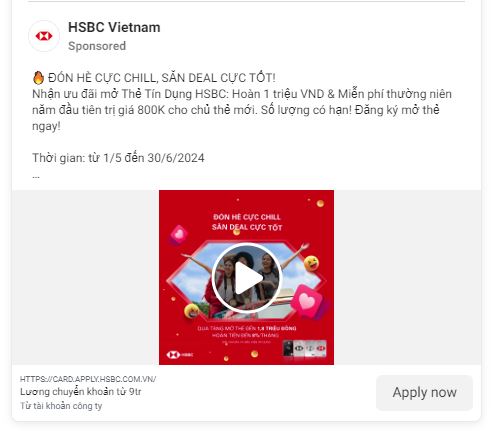 HSBC Vietnam
Sponsored
🔥 ĐÓN HÈ CỰC CHILL, SĂN DEAL CỰC TỐT!
Nhận ưu đãi mở Thẻ Tín Dụng HSBC: Hoàn 1 triệu VND & Miễn phí thường niên
năm đầu tiên trị giá 800K cho chủ thẻ mới. Số lượng có hạn! Đăng ký mở thẻ
ngay!
Thời gian: từ 1/5 đến 30/6/2024
...
ĐÓN HÈ CỰC CHILL
SĂN DEAL CỰC TỐT
QUÀ TẶNG MỞ THẺ ĐẾN 1,8 TRIỆU ĐỒNG
HOÀN TIỀN ĐẾN 8%/THÁNG
HSBC
HTTPS://CARD.APPLY.HSBC.COM.VN/
Lương chuyển khoản từ 9tr
Từ tài khoản công ty
Apply now